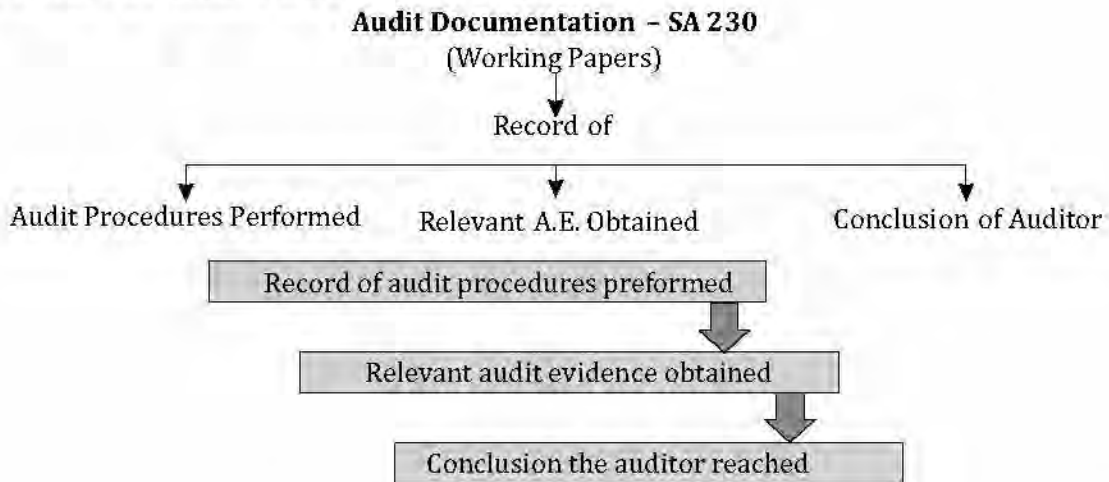 Audit Documentation – SA 230
(Working Papers)
Record of
Audit Procedures Performed
Relevant A.E. Obtained
Conclusion of Auditor
Record of audit procedures preformed
Relevant audit evidence obtained
Conclusion the auditor reached